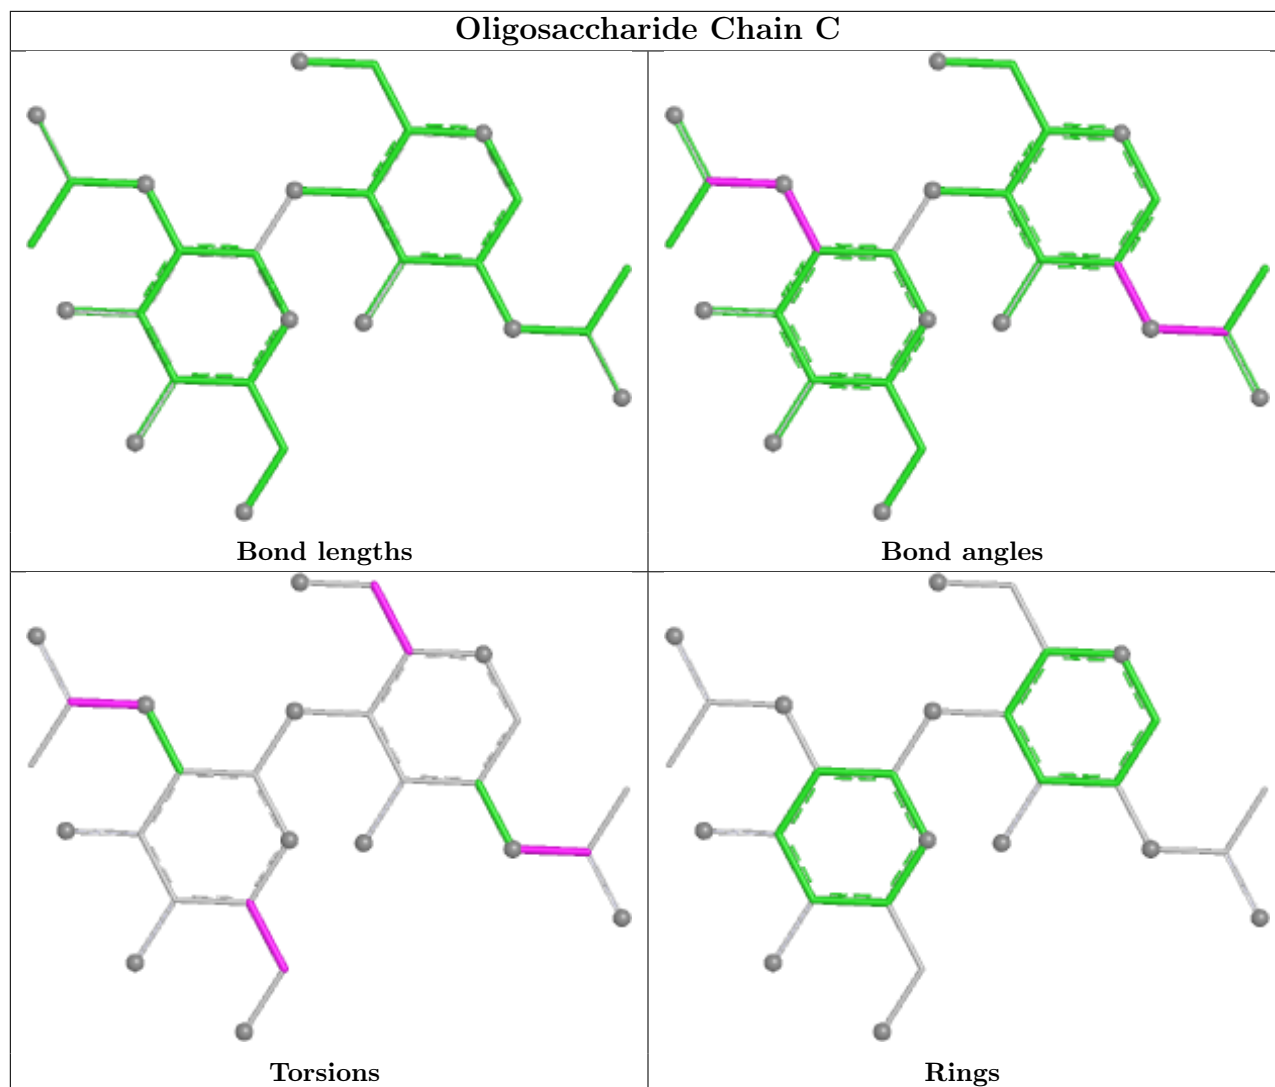 Oligosaccharide Chain C
Bond lengths
Bond angles
Torsions
Rings